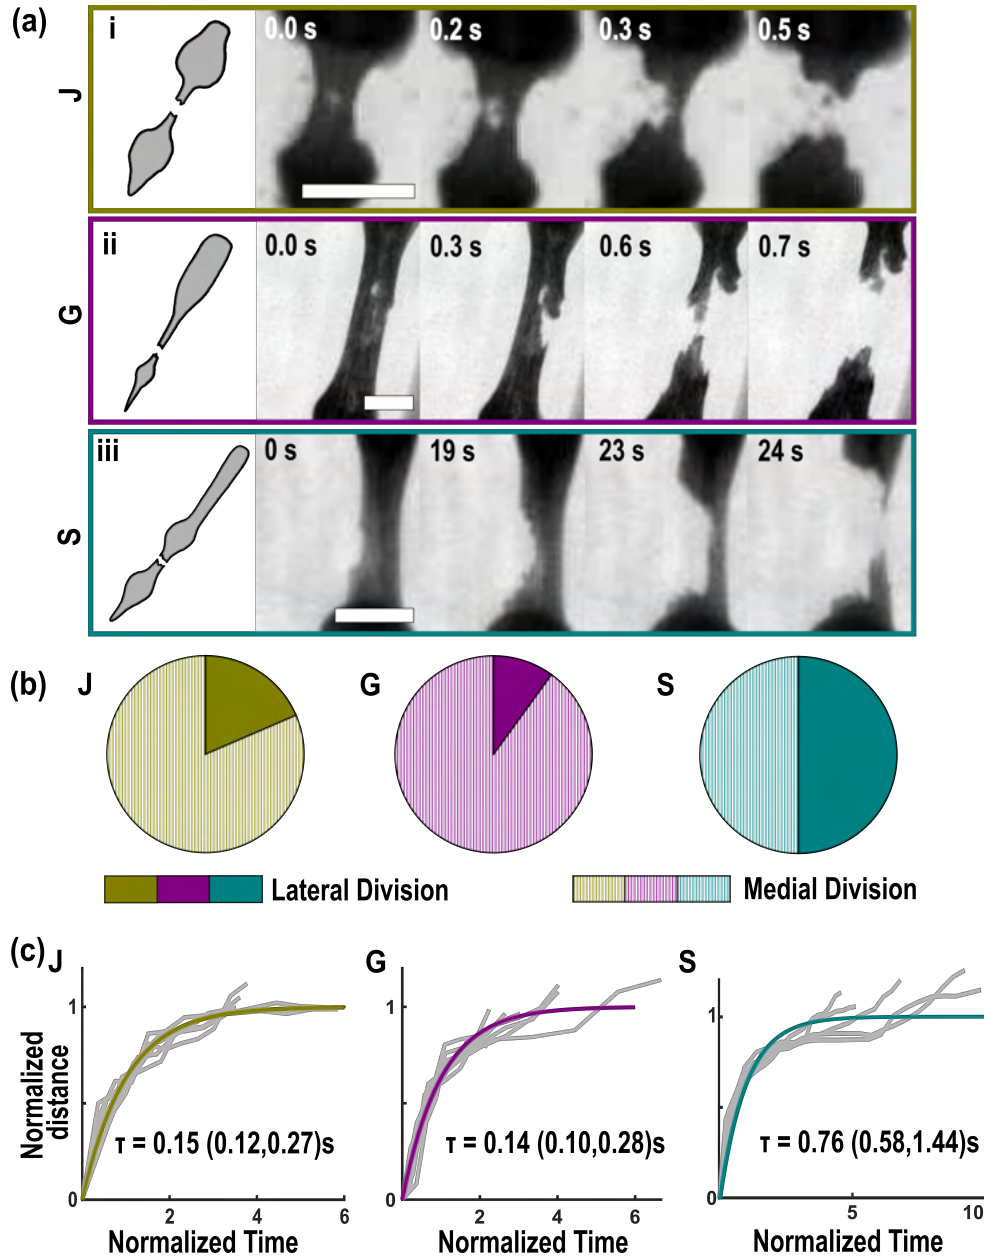 (a)
i
J
0.0 s 0.2 s 0.3 s 0.5 s
ii
G
0.0 s 0.3 s 0.6 s 0.7 s
iii
S
0 s 19 s 23 s 24 s
(b) J G S
Lateral Division Medial Division
(c) J G S
Normalized
distance
1 1 1
τ = 0.15 (0.12,0.27)s τ = 0.14 (0.10,0.28)s τ = 0.76 (0.58,1.44)s
0 0 0
2 4 6 2 4 6 5 10
Normalized Time Normalized Time Normalized Time